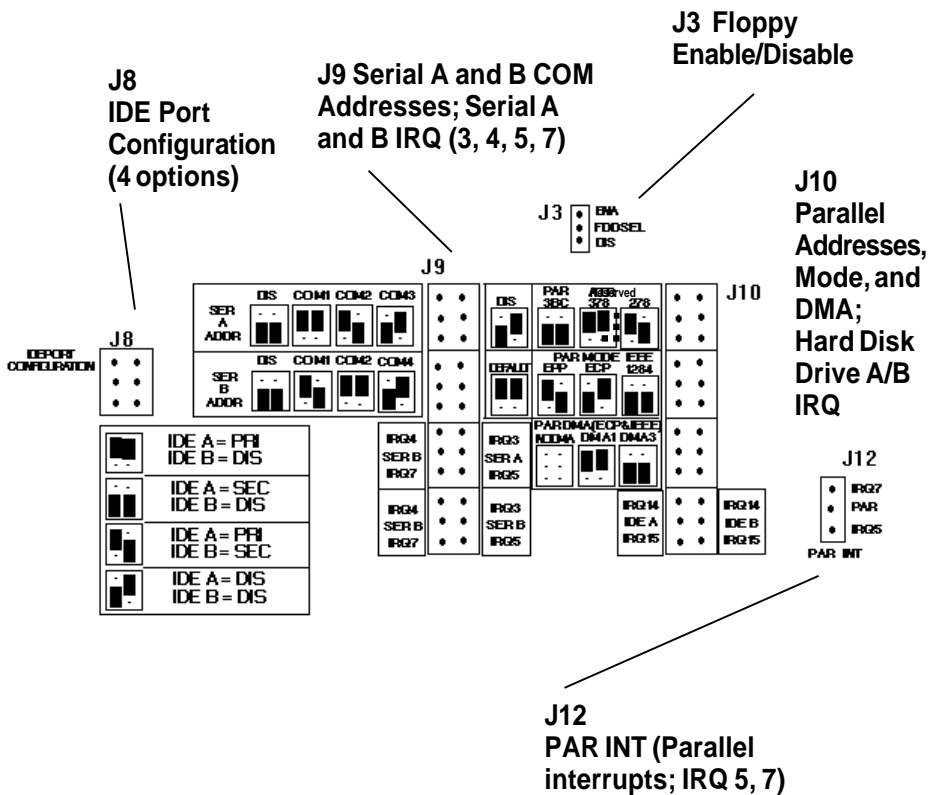 J3 Floppy
Enable/Disable
J8
IDE Port
Configuration
(4 options)
J9 Serial A and B COM
Addresses; Serial A
and B IRQ (3, 4, 5, 7)
J10
Parallel
Addresses,
Mode, and
DMA;
Hard Disk
Drive A/B
IRQ
J3
ENA
FDDSEL
DIS
J9
J10
SER
A
ADDR
DIS COM1 COM2 COM3
SER
B
ADDR
DIS COM1 COM2 COM4
DIS
PAR
3BC 378 278
PAR MODE IEEE
DEFAULT EPP ECP 1284
PAR DMA(ECP&IEEE)
NODMA DMA1 DMA3
J8
CONFIGURATION
IDE A = PRI
IDE B = DIS
IDE A = SEC
IDE B = DIS
IDE A = PRI
IDE B = SEC
IDE A = DIS
IDE B = DIS
IRQ4
SER B
IRQ7
IRQ3
SER A
IRQ5
IRQ4
SER B
IRQ7
IRQ3
SER B
IRQ5
IRQ14
IDE A
IRQ15
IRQ14
IDE B
IRQ15
J12
IRQ7
PAR
IRQ5
PAR INT
J12
PAR INT (Parallel
interrupts; IRQ 5, 7)